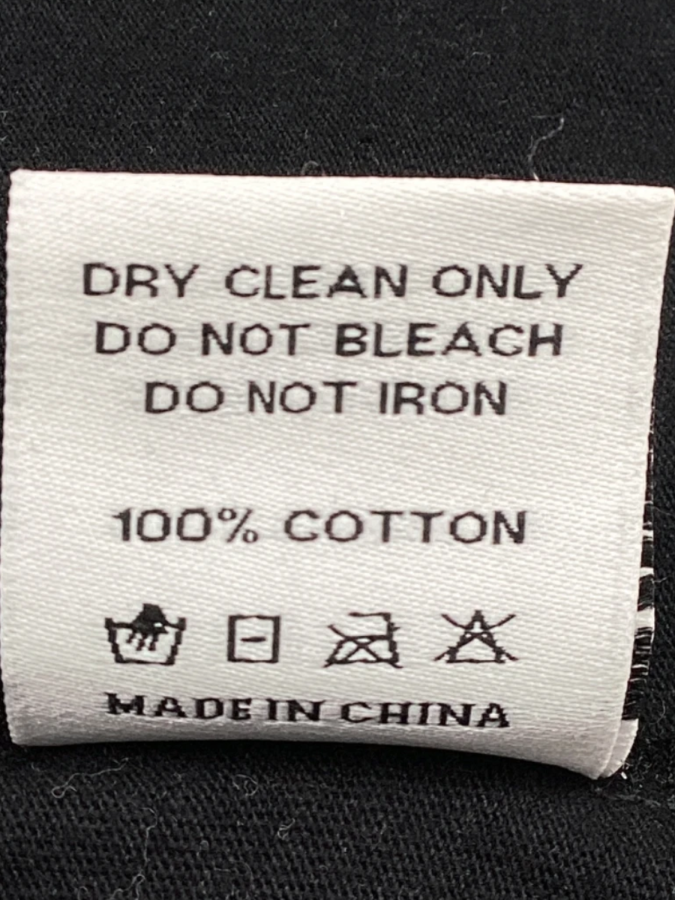 DRY CLEAN ONLY
DO NOT BLEACH
DO NOT IRON
100% COTTON
MADE IN CHINA